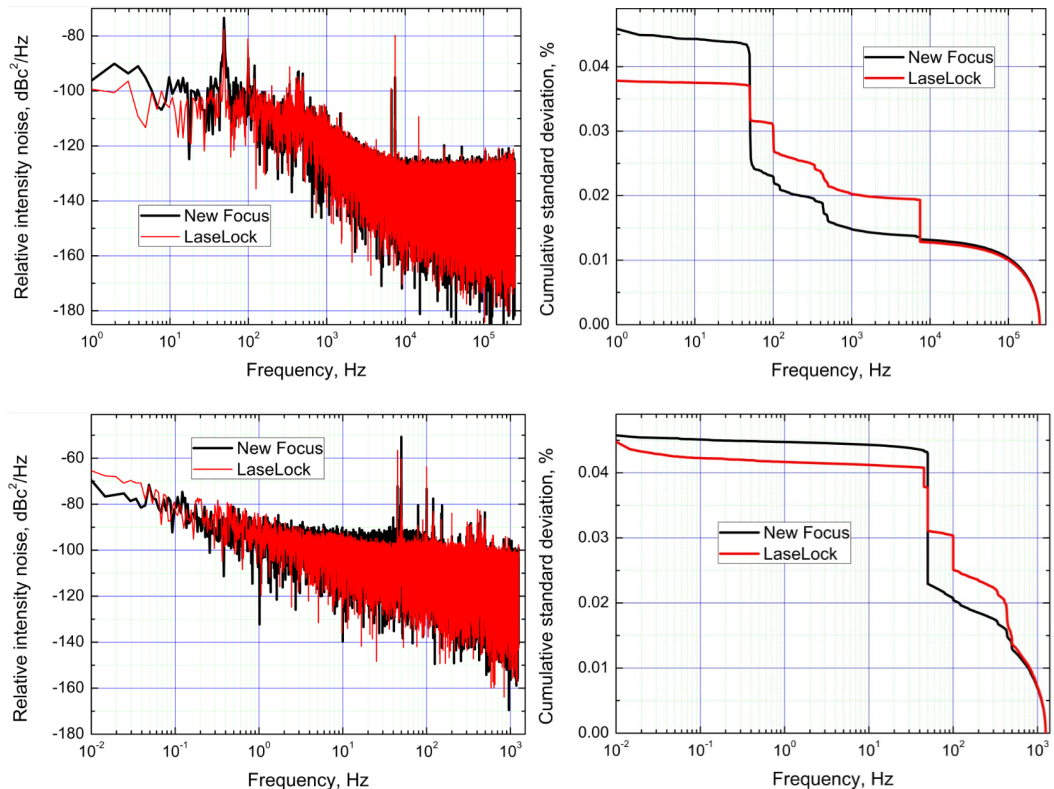 Relative intensity noise, dBc²/Hz
-80
-100
-120
-140
-160
-180
New Focus
LaseLock
10⁰ 10¹ 10² 10³ 10⁴ 10⁵
Frequency, Hz
Cumulative standard deviation, %
0.04
0.03
0.02
0.01
0.00
New Focus
LaseLock
10⁰ 10¹ 10² 10³ 10⁴ 10⁵
Frequency, Hz
Relative intensity noise, dBc²/Hz
-60
-80
-100
-120
-140
-160
-180
New Focus
LaseLock
10⁻² 10⁻¹ 10⁰ 10¹ 10² 10³
Frequency, Hz
Cumulative standard deviation, %
0.04
0.03
0.02
0.01
0.00
New Focus
LaseLock
10⁻² 10⁻¹ 10⁰ 10¹ 10² 10³
Frequency, Hz